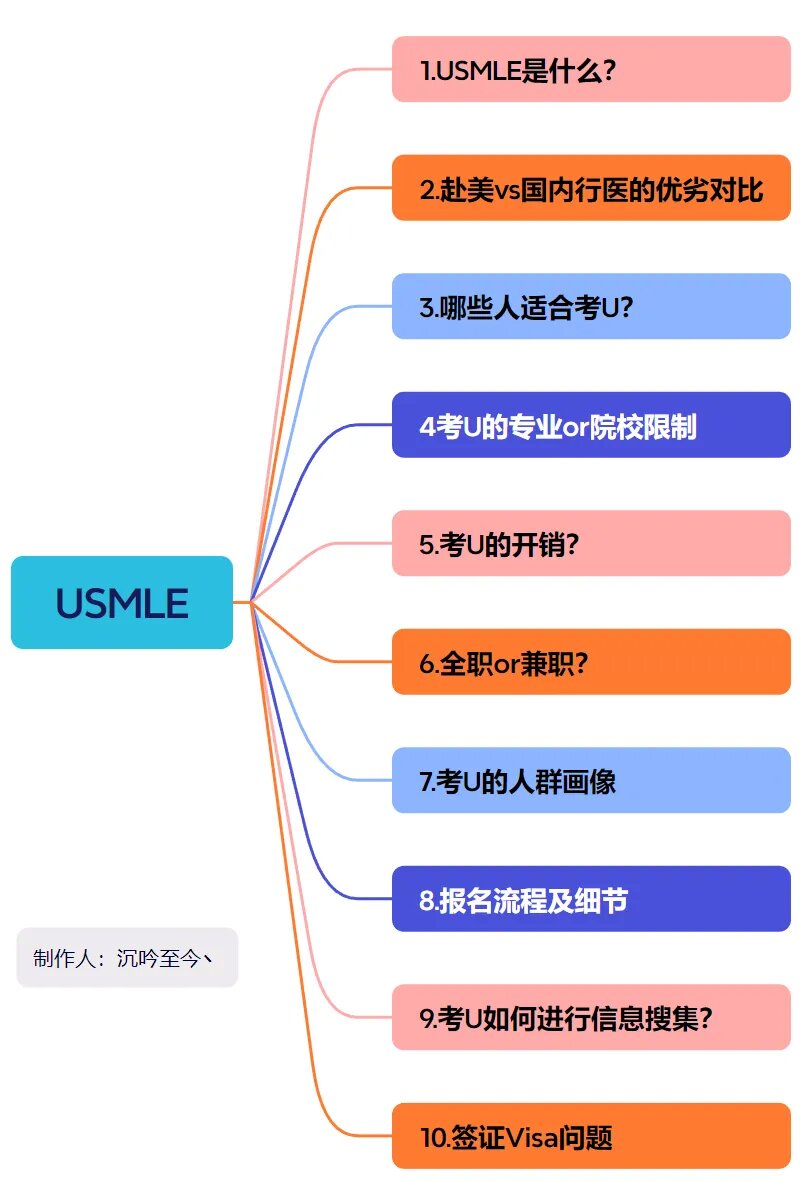 1.USMLE是什么？
2.赴美vs国内行医的优劣对比
3.哪些人适合考U？
4考U的专业or院校限制
5.考U的开销？
USMLE
6.全职or兼职？
7.考U的人群画像
8.报名流程及细节
制作人：沉吟至今丶
9.考U如何进行信息搜集？
10.签证Visa问题